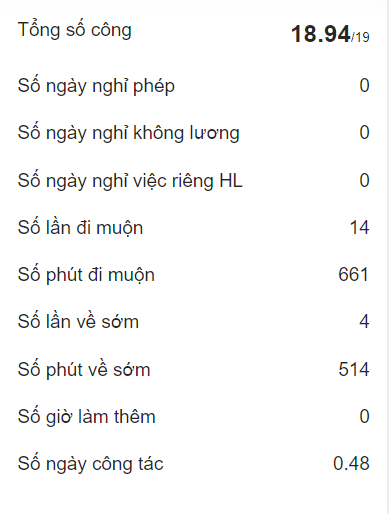 Tổng số công 18.94/19
Số ngày nghỉ phép 0
Số ngày nghỉ không lương 0
Số ngày nghỉ việc riêng HL 0
Số lần đi muộn 14
Số phút đi muộn 661
Số lần về sớm 4
Số phút về sớm 514
Số giờ làm thêm 0
Số ngày công tác 0.48